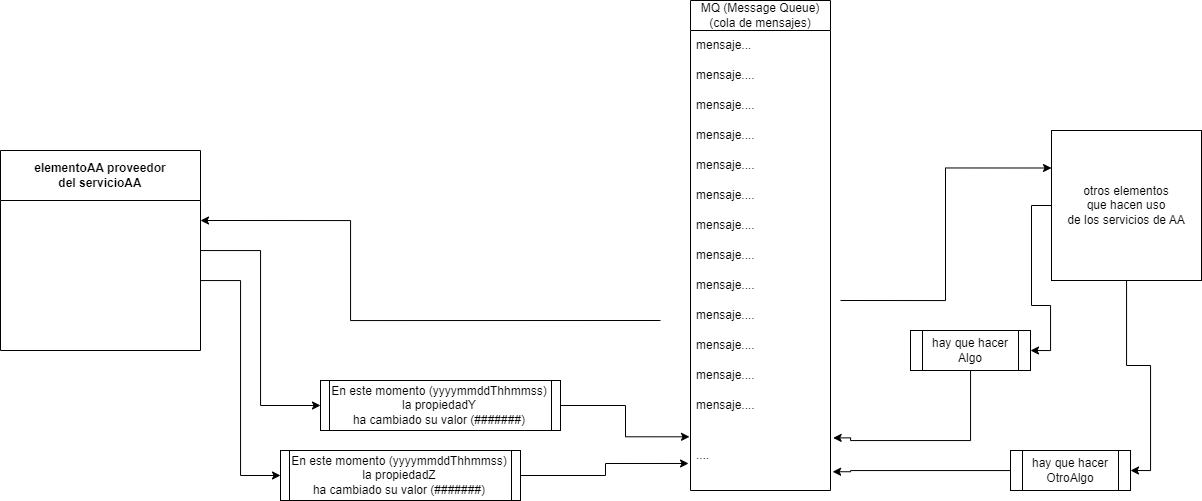 MQ (Message Queue)
(cola de mensajes)
mensaje...
mensaje....
mensaje....
mensaje....
mensaje....
mensaje....
mensaje....
mensaje....
mensaje....
mensaje....
mensaje....
mensaje....
mensaje....
....
elementoAA proveedor
del servicioAA
otros elementos
que hacen uso
de los servicios de AA
hay que hacer
Algo
En este momento (yyyymmddThhmmss)
la propiedadY
ha cambiado su valor (#######)
En este momento (yyyymmddThhmmss)
la propiedadZ
ha cambiado su valor (#######)
hay que hacer
OtroAlgo